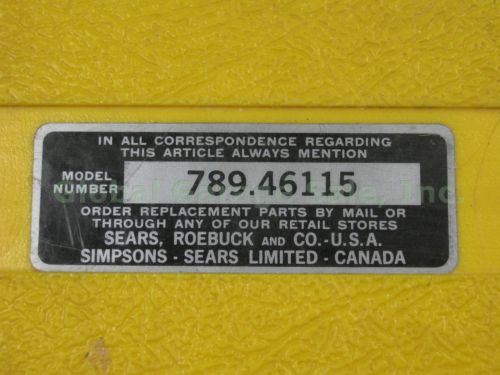 IN ALL CORRESPONDENCE REGARDING
THIS ARTICLE ALWAYS MENTION
MODEL NUMBER 789.46115
ORDER REPLACEMENT PARTS BY MAIL OR
THROUGH ANY OF OUR RETAIL STORES
SEARS, ROEBUCK AND CO.-U.S.A.
SIMPSONS - SEARS LIMITED - CANADA